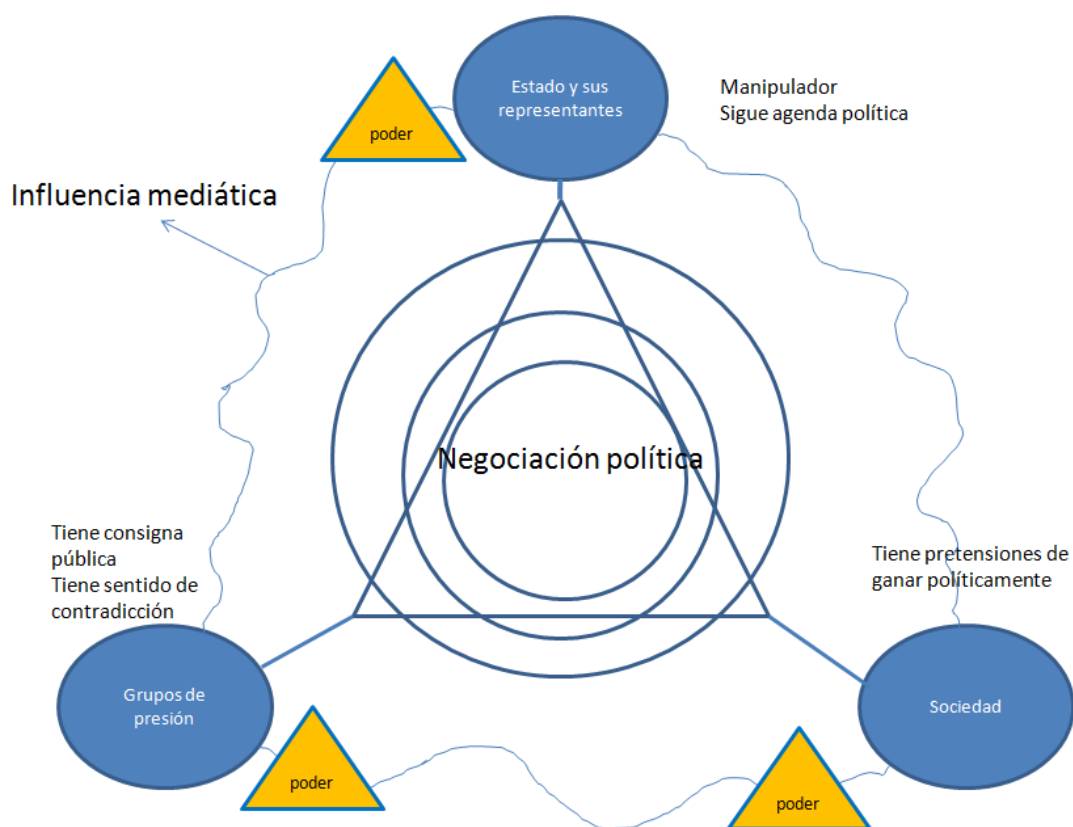 Estado y sus
representantes
Manipulador
Sigue agenda política
poder
Influencia mediática
Negociación política
Tiene consigna
pública
Tiene sentido de
contradicción
Tiene pretensiones de
ganar políticamente
Grupos de
presión
Sociedad
poder
poder